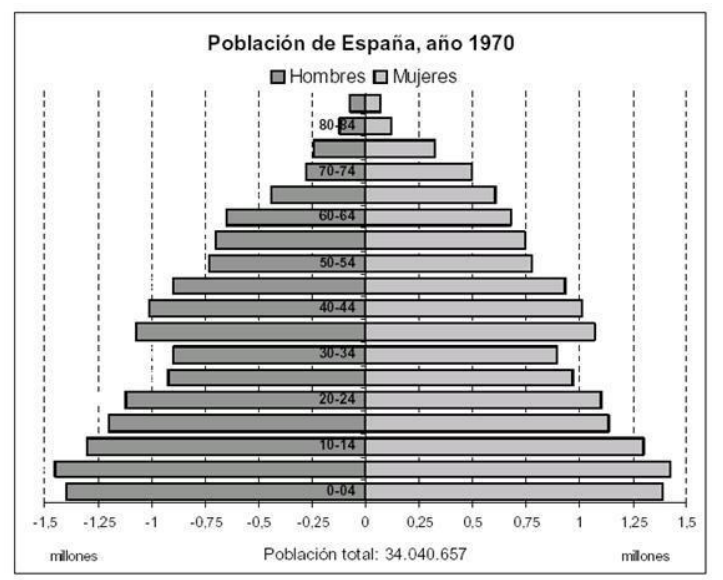 Población de España, año 1970
Hombres Mujeres
80-84
70-74
60-64
50-54
40-44
30-34
20-24
10-14
0-04
-1,5 -1,25 -1 -0,75 -0,5 -0,25 0 0,25 0,5 0,75 1 1,25 1,5
millones Población total: 34.040.657 millones